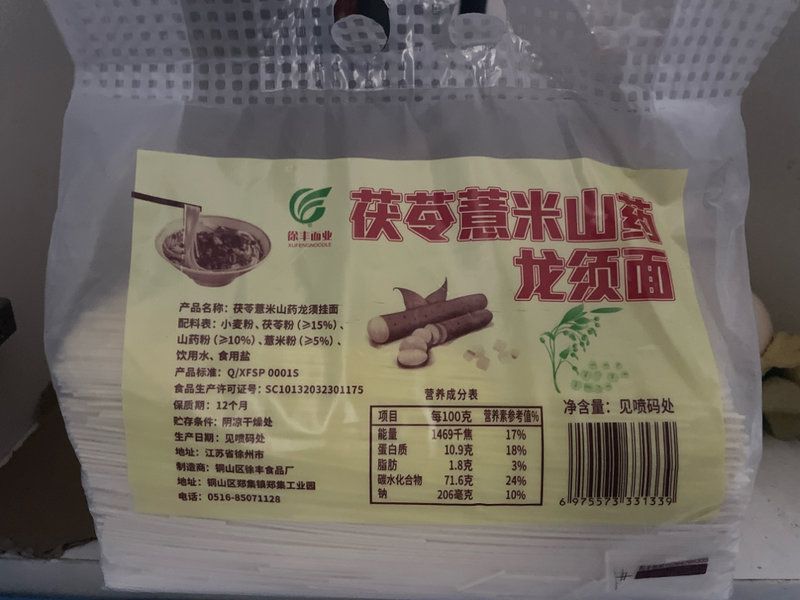 徐丰面业
XUFENGNOODLE
茯苓薏米山药
龙须面
产品名称：茯苓薏米山药龙须挂面
配料表：小麦粉、茯苓粉（≥15%）、
山药粉（≥10%）、薏米粉（≥5%）、
饮用水、食用盐
产品标准：Q/XFSP 0001S
食品生产许可证号：SC10132032301175
保质期：12个月
贮存条件：阴凉干燥处
生产日期：见喷码处
地址：江苏省徐州市
制造商：铜山区徐丰食品厂
地址：铜山区郑集镇郑集工业园
电话：0516-85071128
营养成分表
项目 每100克 营养素参考值%
能量 1469千焦 17%
蛋白质 10.9克 18%
脂肪 1.8克 3%
碳水化合物 71.6克 24%
钠 206毫克 10%
净含量：见喷码处
6 975573 331339